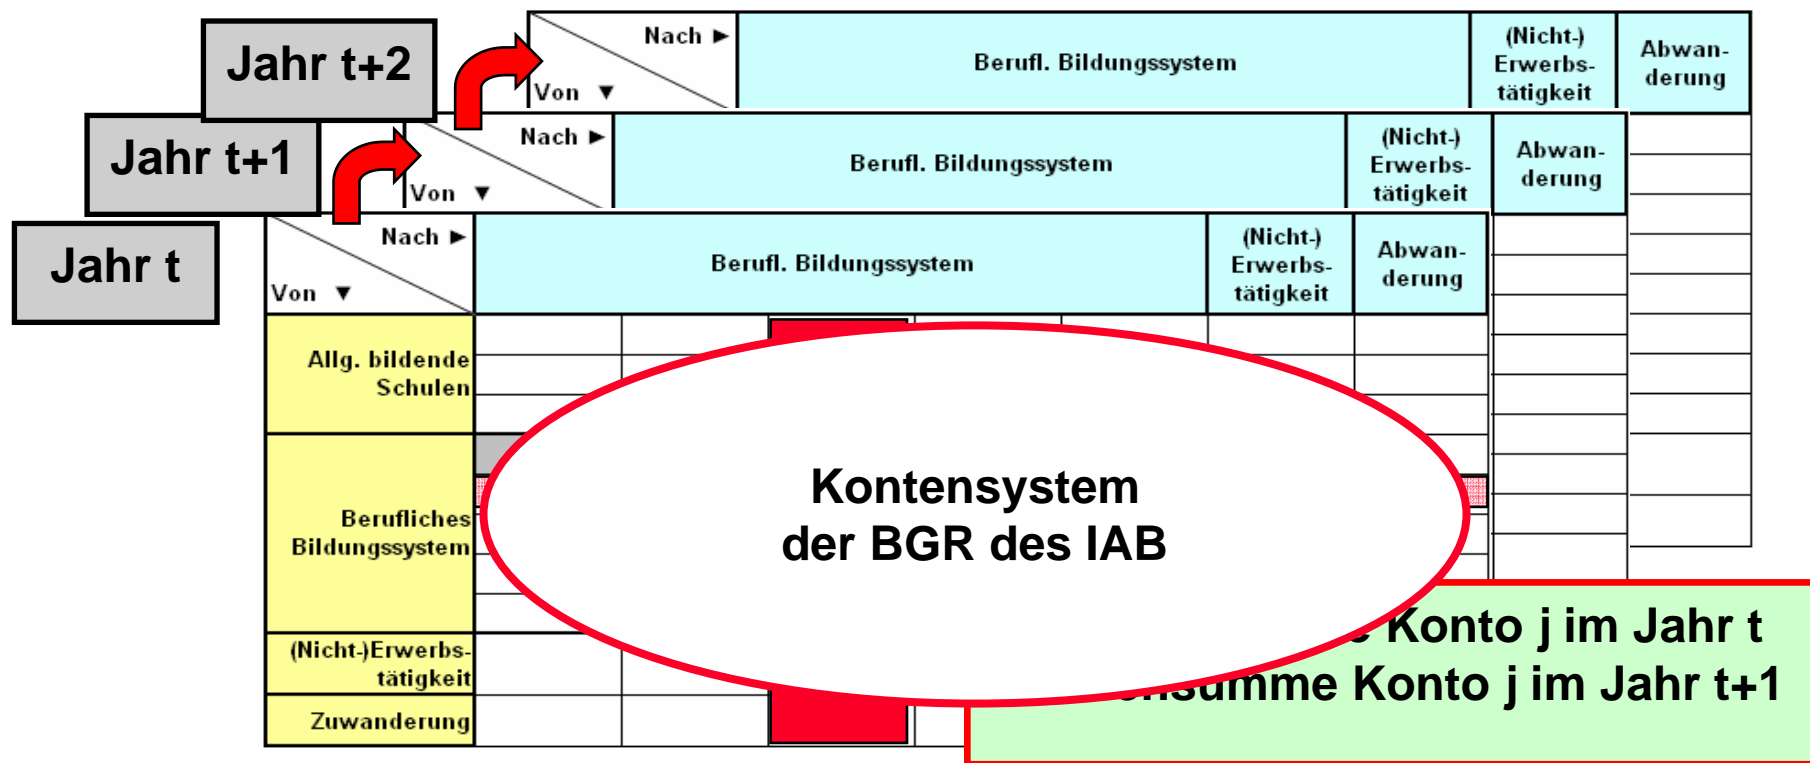 Jahr t+2
Nach ►
Von ▼
Berufl. Bildungssystem
(Nicht-)
Erwerbs-
tätigkeit
Abwan-
derung
Jahr t+1
Nach ►
Von ▼
Berufl. Bildungssystem
(Nicht-)
Erwerbs-
tätigkeit
Abwan-
derung
Jahr t
Nach ►
Von ▼
Berufl. Bildungssystem
(Nicht-)
Erwerbs-
tätigkeit
Abwan-
derung
Allg. bildende
Schulen
Berufliches
Bildungssystem
(Nicht-)Erwerbs-
tätigkeit
Zuwanderung
Kontensystem
der BGR des IAB
Konto j im Jahr t
summe Konto j im Jahr t+1